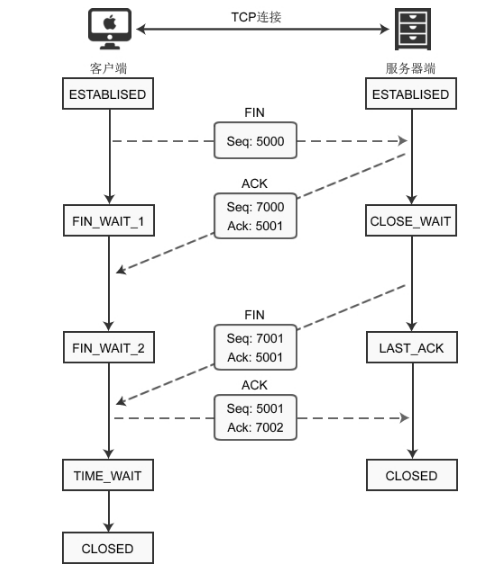 TCP连接
客户端
服务器端
ESTABLISED
ESTABLISED
FIN
Seq: 5000
ACK
Seq: 7000
Ack: 5001
FIN_WAIT_1
CLOSE_WAIT
FIN
Seq: 7001
Ack: 5001
FIN_WAIT_2
LAST_ACK
ACK
Seq: 5001
Ack: 7002
TIME_WAIT
CLOSED
CLOSED